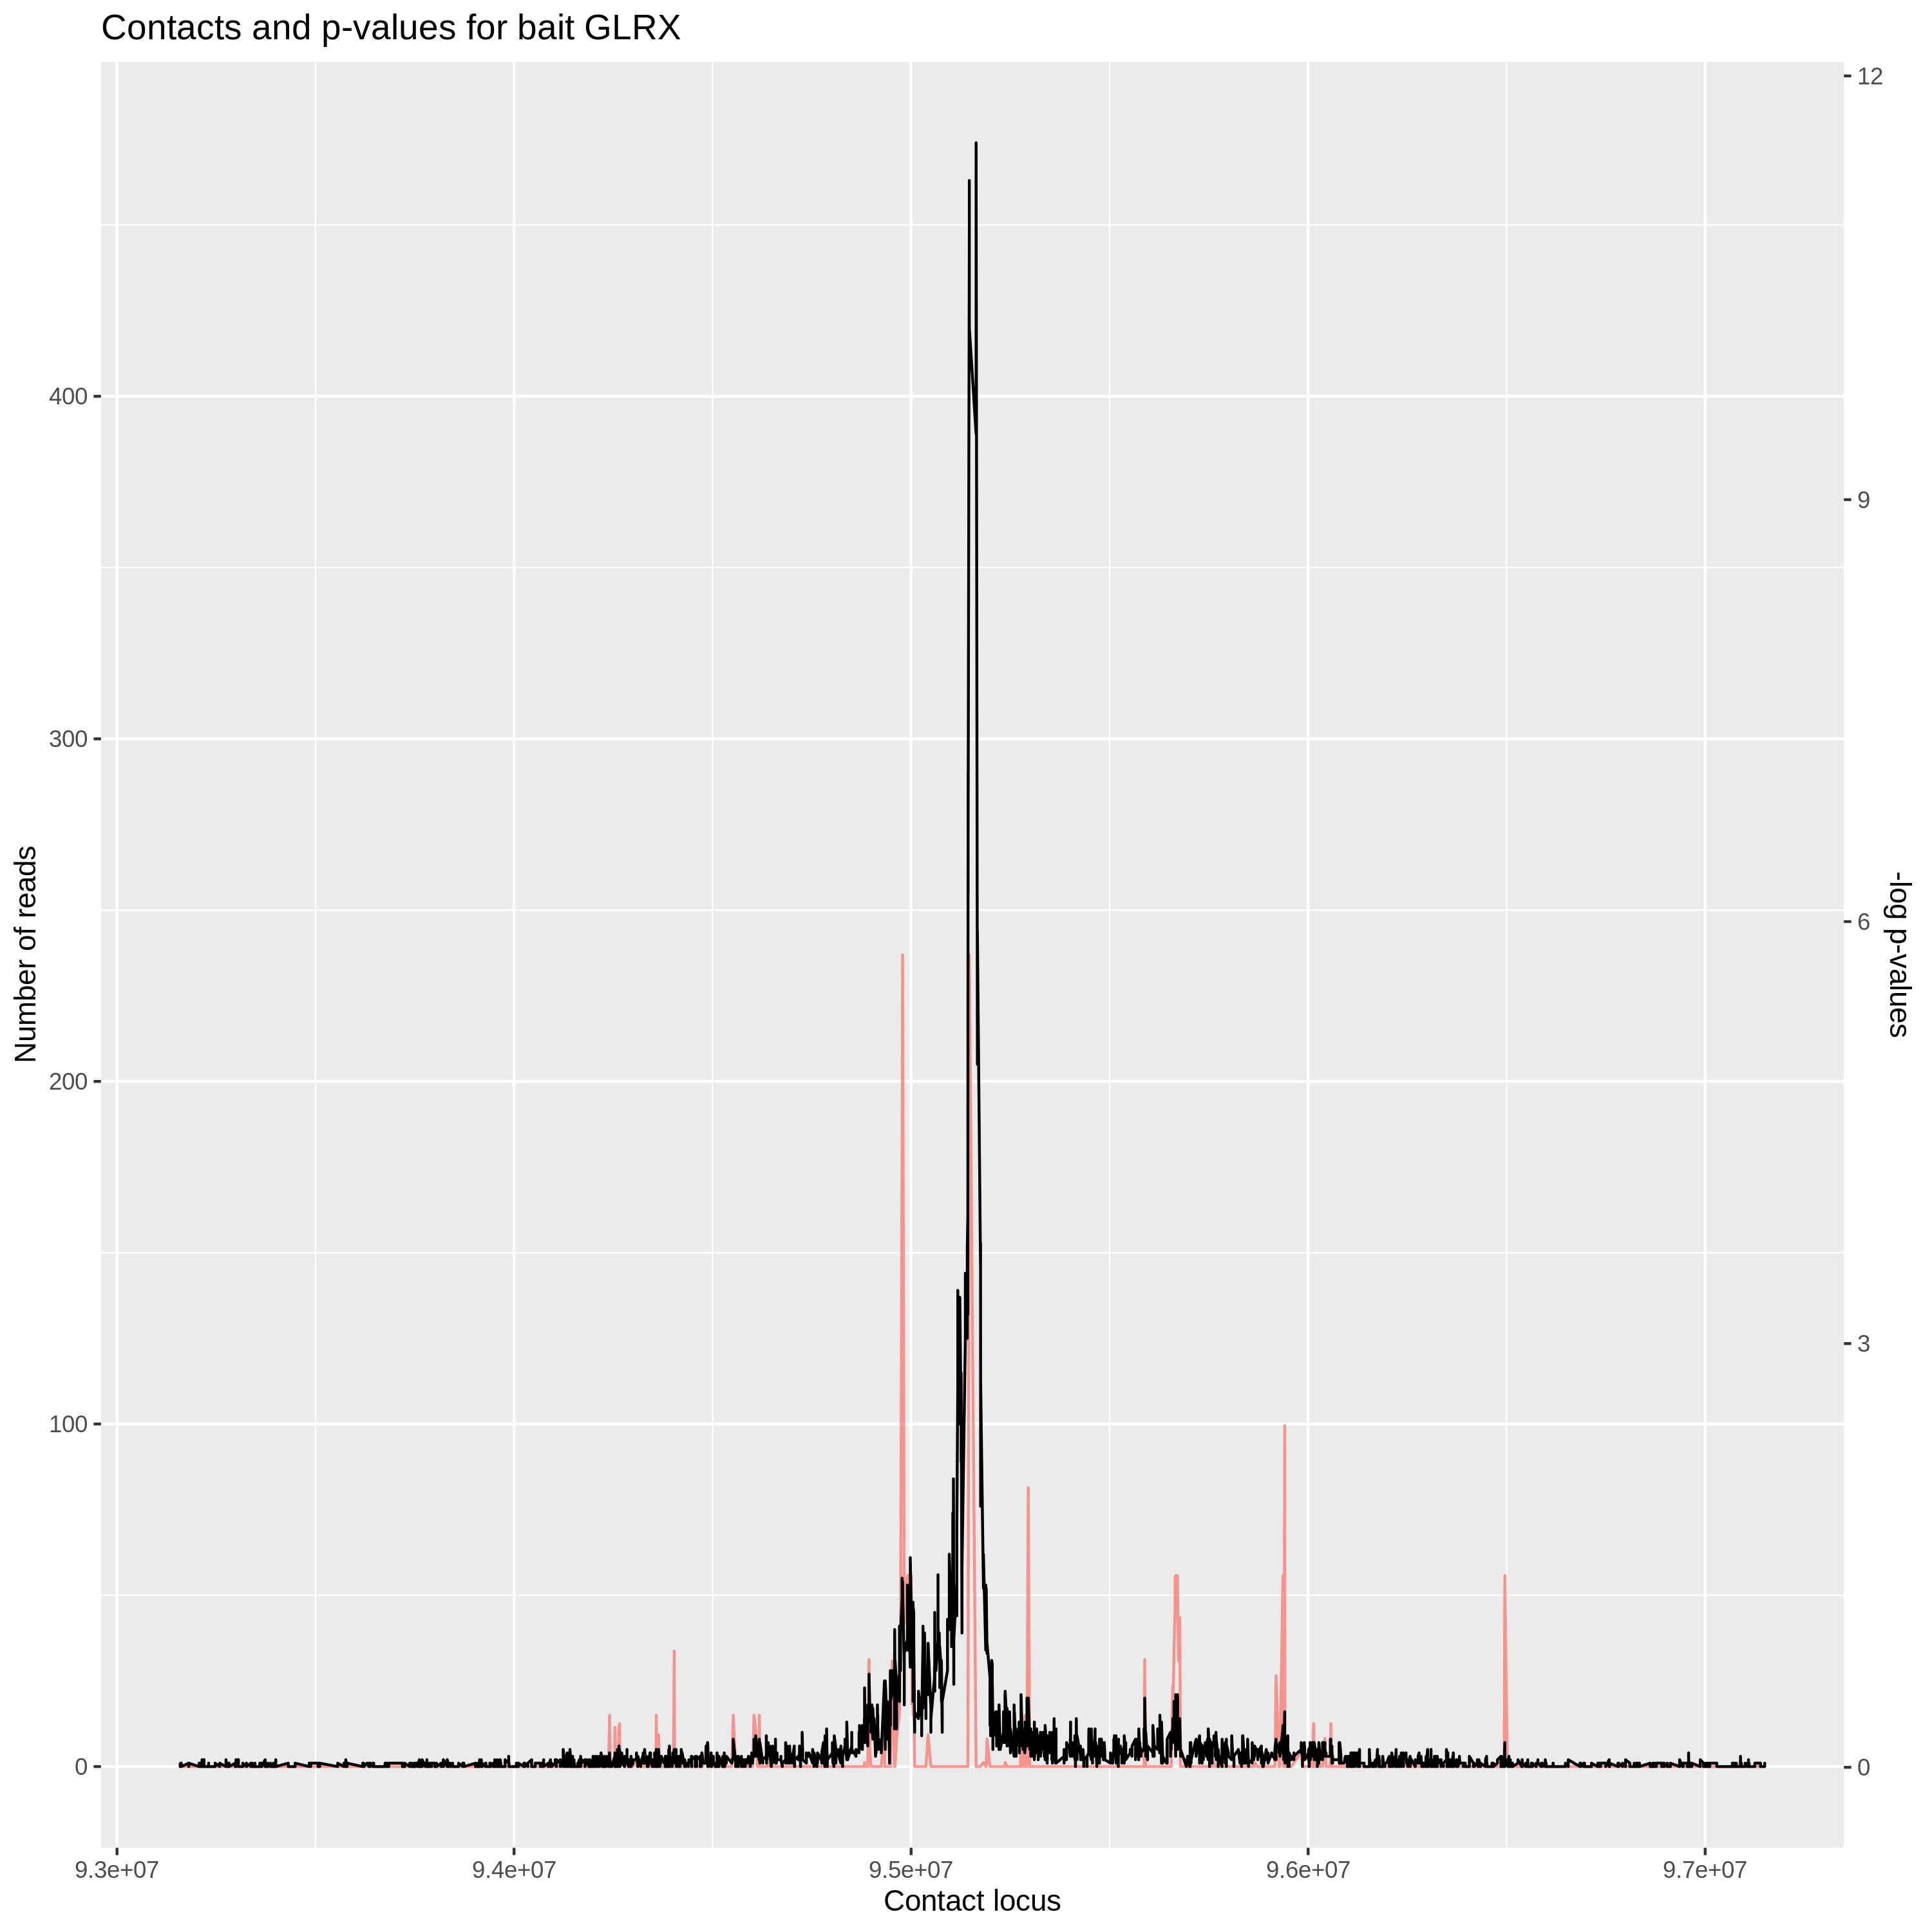 Contacts and p-values for bait GLRX
12
9
6
3
0
400
300
200
100
0
Number of reads
-log p-values
9.3e+07 9.4e+07 9.5e+07 9.6e+07 9.7e+07
Contact locus